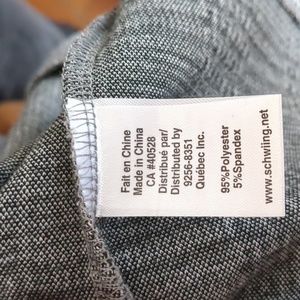 Fait en Chine
Made in China
CA #40528
Distribué par/
Distributed by
9256-8351
Québec Inc.
95%Polyester
5%Spandex
www.schwiing.net